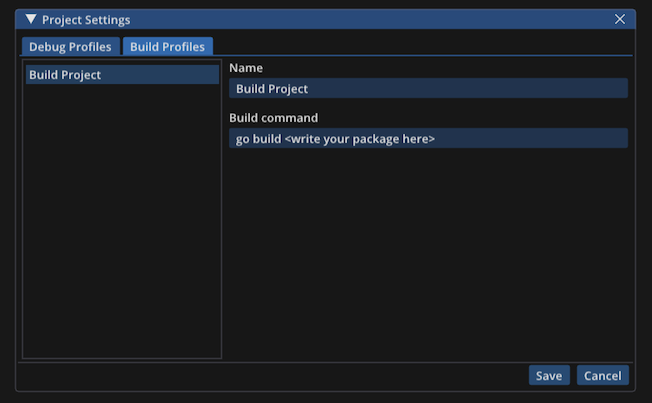 Project Settings
Debug Profiles
Build Profiles
Build Project
Name
Build Project
Build command
go build <write your package here>
Save
Cancel